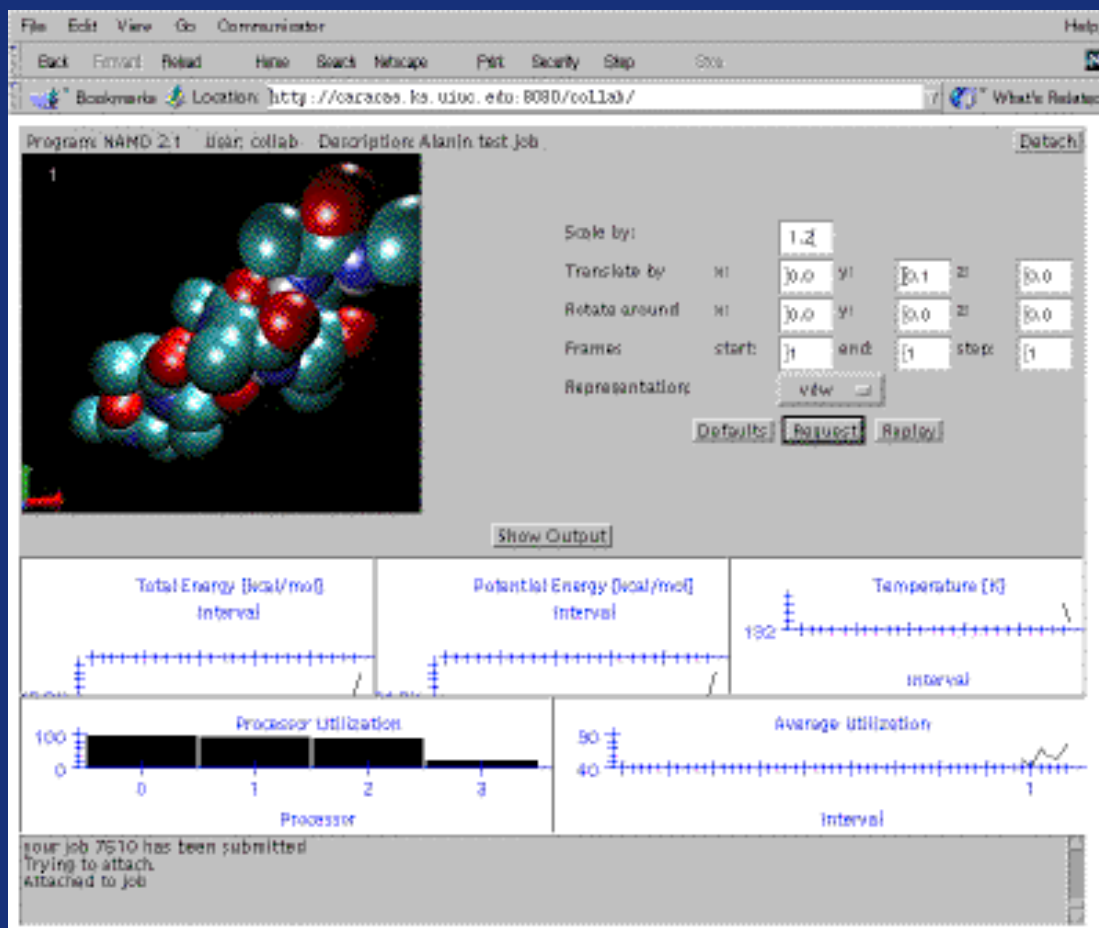 File Edit View Go Communicator Help
Back Forward Reload Home Search Netscape Print Security Shop Stop
Bookmarks Location: http://caracas.ks.uiuc.edu:8080/collab/ What's Related
Program: NAMD 2.1 User: collab Description: Alanin test job Detach
1
Scale by: 1.2
Translate by x: 0.0 y: 0.1 z: 0.0
Rotate around x: 0.0 y: 0.0 z: 0.0
Frames start: 1 end: 1 step: 1
Representation: vdw
Defaults Request Replay
Show Output
Total Energy [kcal/mol] Potential Energy [kcal/mol] Temperature [K]
Interval Interval
192
Interval
Processor Utilization Average Utilization
100 90
0 40
0 1 2 3 1
Processor Interval
your job 7610 has been submitted
Trying to attach.
Attached to job